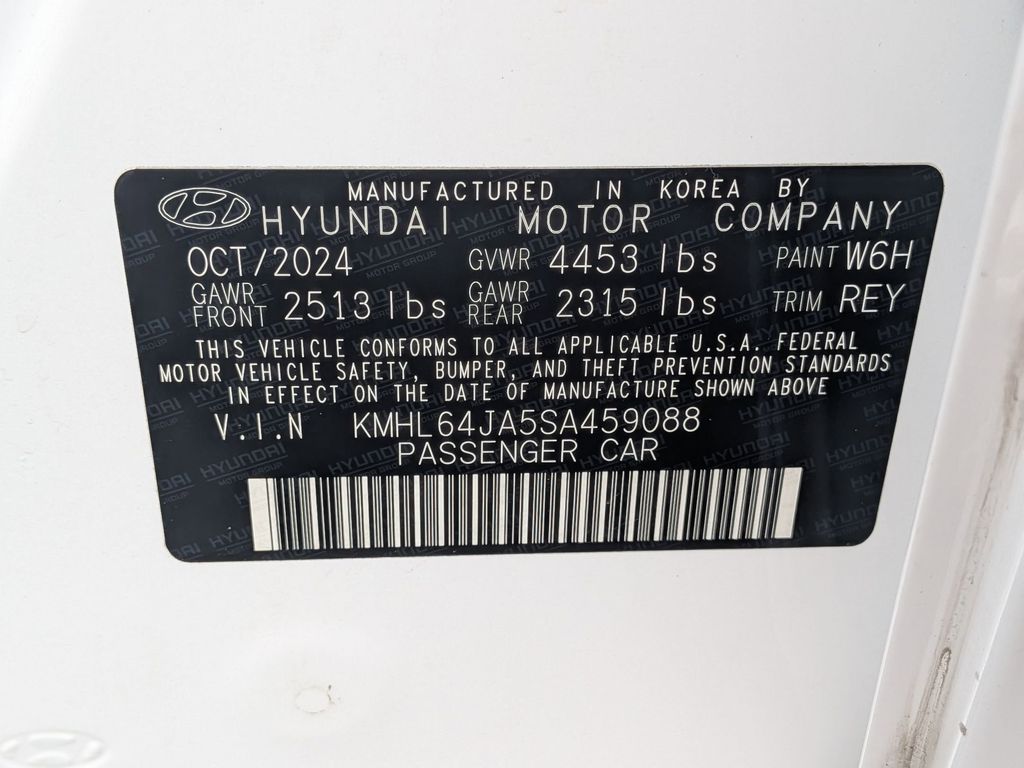 MANUFACTURED IN KOREA BY
HYUNDAI MOTOR COMPANY
OCT/2024 GVWR 4453 lbs PAINT W6H
GAWR FRONT 2513 lbs GAWR REAR 2315 lbs TRIM REY
THIS VEHICLE CONFORMS TO ALL APPLICABLE U.S.A. FEDERAL
MOTOR VEHICLE SAFETY, BUMPER, AND THEFT PREVENTION STANDARDS
IN EFFECT ON THE DATE OF MANUFACTURE SHOWN ABOVE
V.I.N KMHL64JA5SA459088
PASSENGER CAR